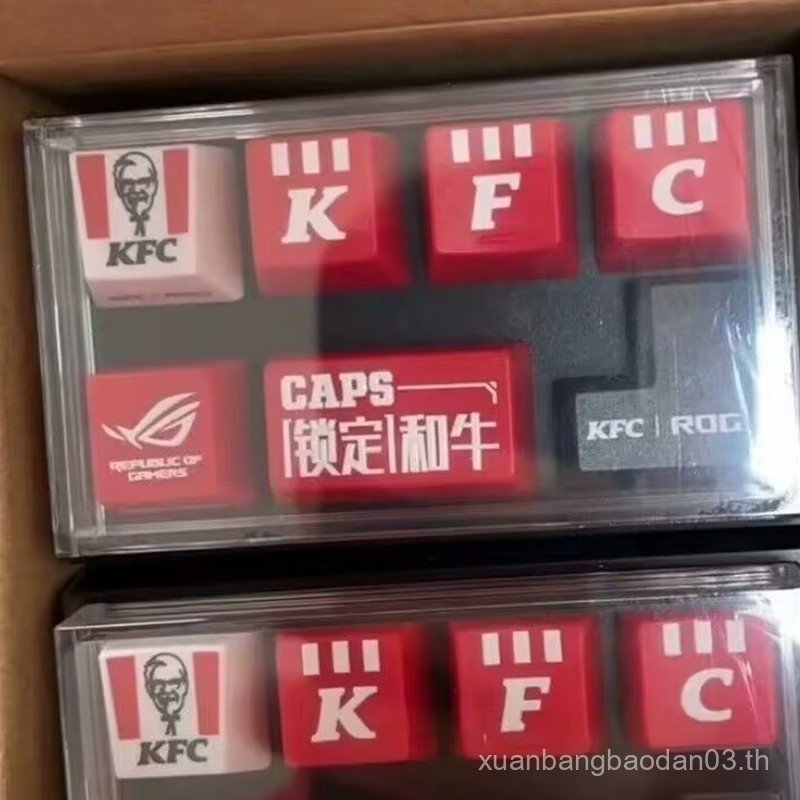 KFC
K
F
C
REPUBLIC OF
GAMERS
CAPS
锁定和牛
KFC | ROG
KFC
K
F
C
xuanbangbaodan03.th